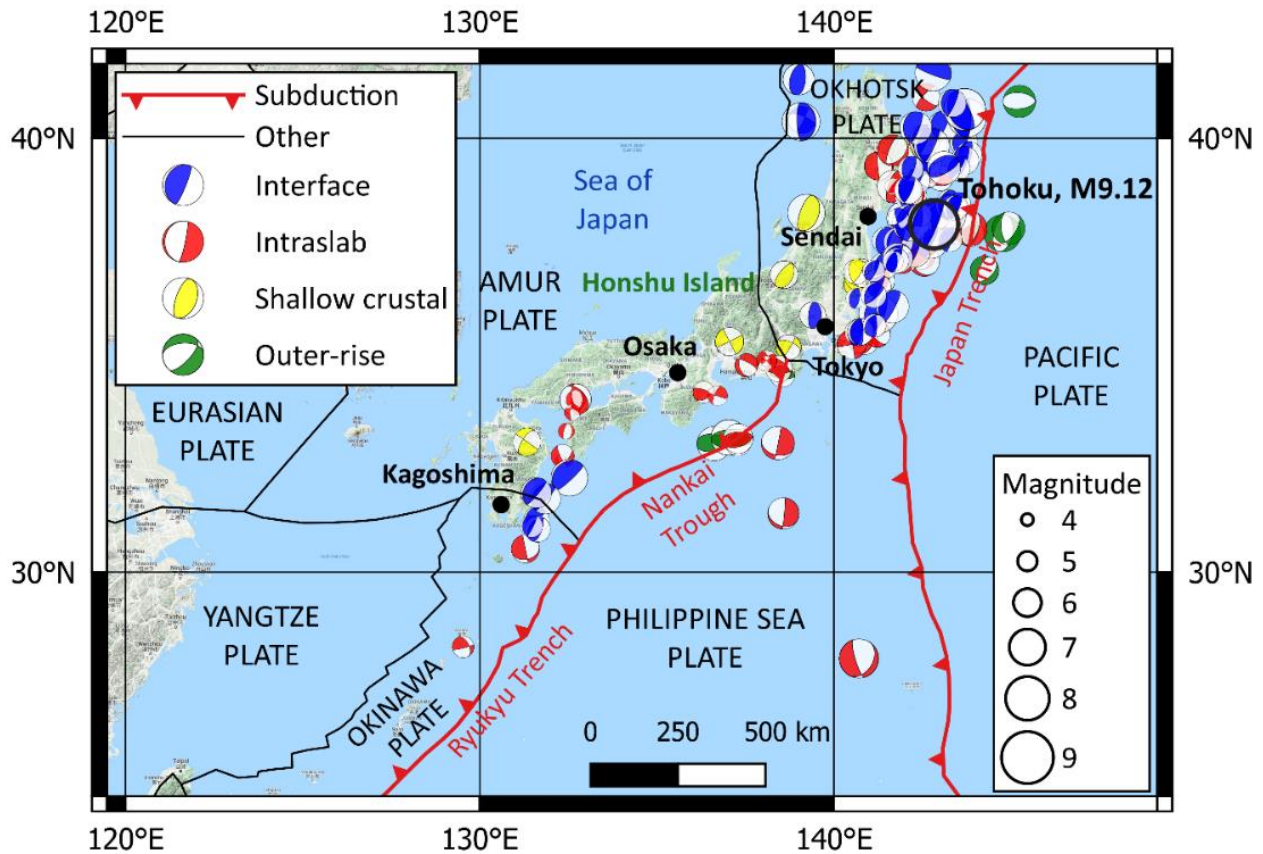 120°E
130°E
140°E
Subduction
Other
Interface
Intraslab
Shallow crustal
Outer-rise
OKHOTSK
PLATE
40°N
40°N
Sea of
Japan
Tohoku, M9.12
Sendai
AMUR
PLATE
Honshu Island
Japan Trench
Osaka
Tokyo
PACIFIC
PLATE
EURASIAN
PLATE
Kagoshima
Nankai
Trough
Magnitude
4
5
6
7
8
9
30°N
30°N
YANGTZE
PLATE
PHILIPPINE SEA
PLATE
OKINAWA
PLATE
Ryukyu Trench
0 250 500 km
120°E
130°E
140°E